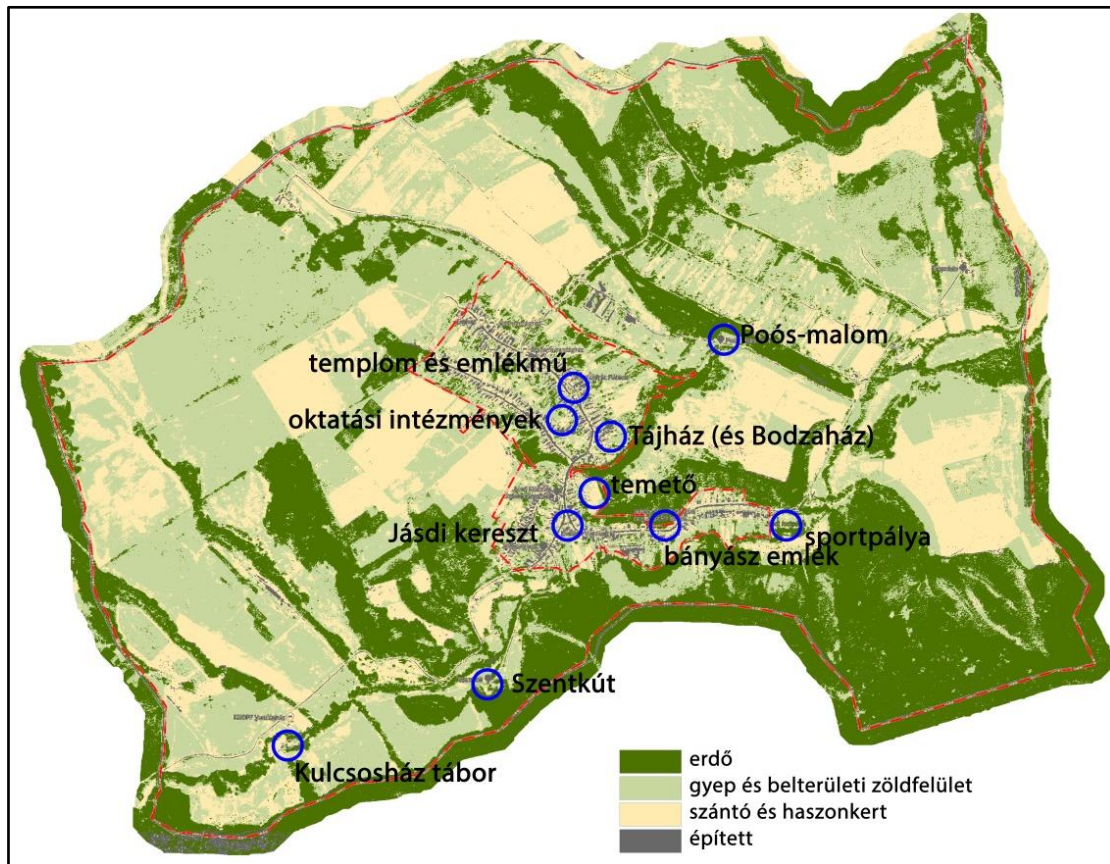 Poós-malom
templom és emlékmű
oktatási intézmények
Tájház (és Bodzaház)
temető
Jásdi kereszt
bányász emlék
sportpálya
Szentkút
Kulcsosház tábor
erdő
gyep és belterületi zöldfelület
szántó és haszonkert
épített